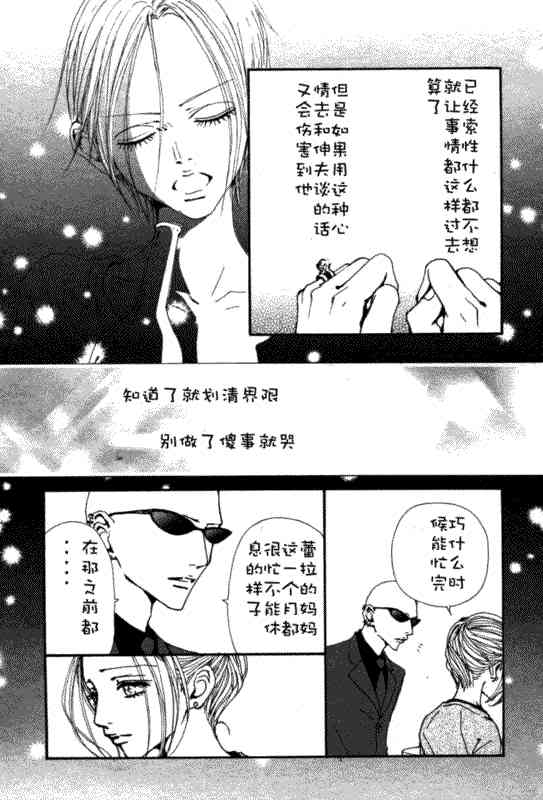 已经索性什么都不想
就让事情都这样过去
算了
但是如果用这种心
情去和伸夫谈的话
又会伤害到他
知道了就划清界限
别做了傻事就哭
巧什么时
候能忙完
蕾拉的妈妈
这一个月都
很忙不能休
息的样子
在那之前都
····